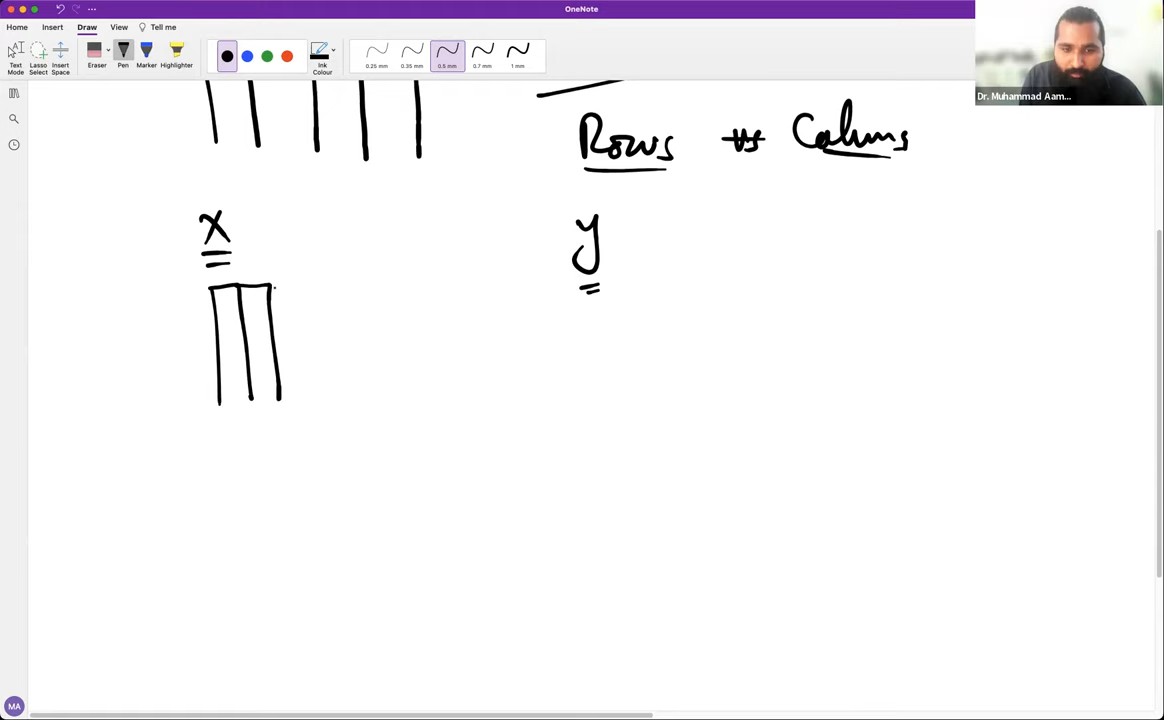 OneNote
Home Insert Draw View Tell me
Text Mode Lasso Select Insert Space Eraser Pen Marker Highlighter Ink Colour 0.25 mm 0.35 mm 0.5 mm 0.7 mm 1 mm
Dr. Muhammad Aam...
Rows vs Colums
x y
MA